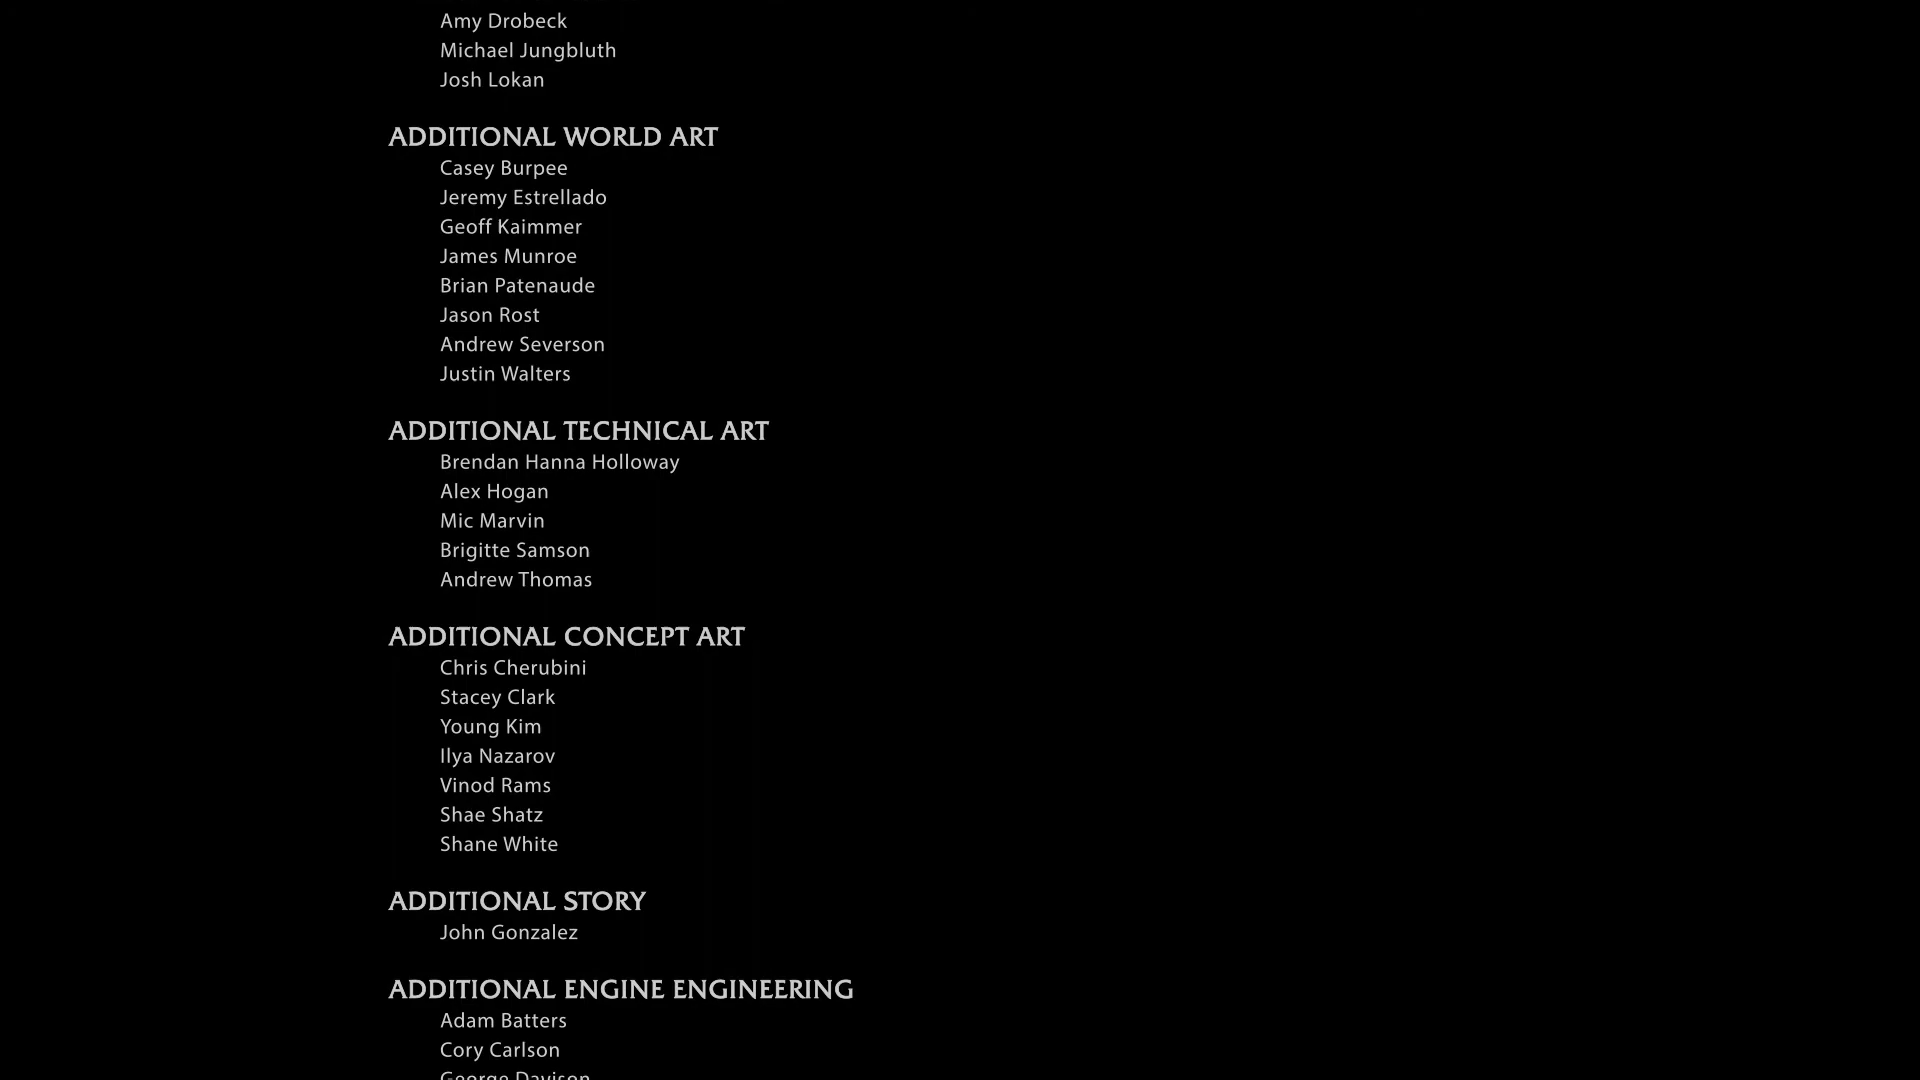 Amy Drobeck
Michael Jungbluth
Josh Lokan
ADDITIONAL WORLD ART
Casey Burpee
Jeremy Estrellado
Geoff Kaimmer
James Munroe
Brian Patenaude
Jason Rost
Andrew Severson
Justin Walters
ADDITIONAL TECHNICAL ART
Brendan Hanna Holloway
Alex Hogan
Mic Marvin
Brigitte Samson
Andrew Thomas
ADDITIONAL CONCEPT ART
Chris Cherubini
Stacey Clark
Young Kim
Ilya Nazarov
Vinod Rams
Shae Shatz
Shane White
ADDITIONAL STORY
John Gonzalez
ADDITIONAL ENGINE ENGINEERING
Adam Batters
Cory Carlson
George Davison